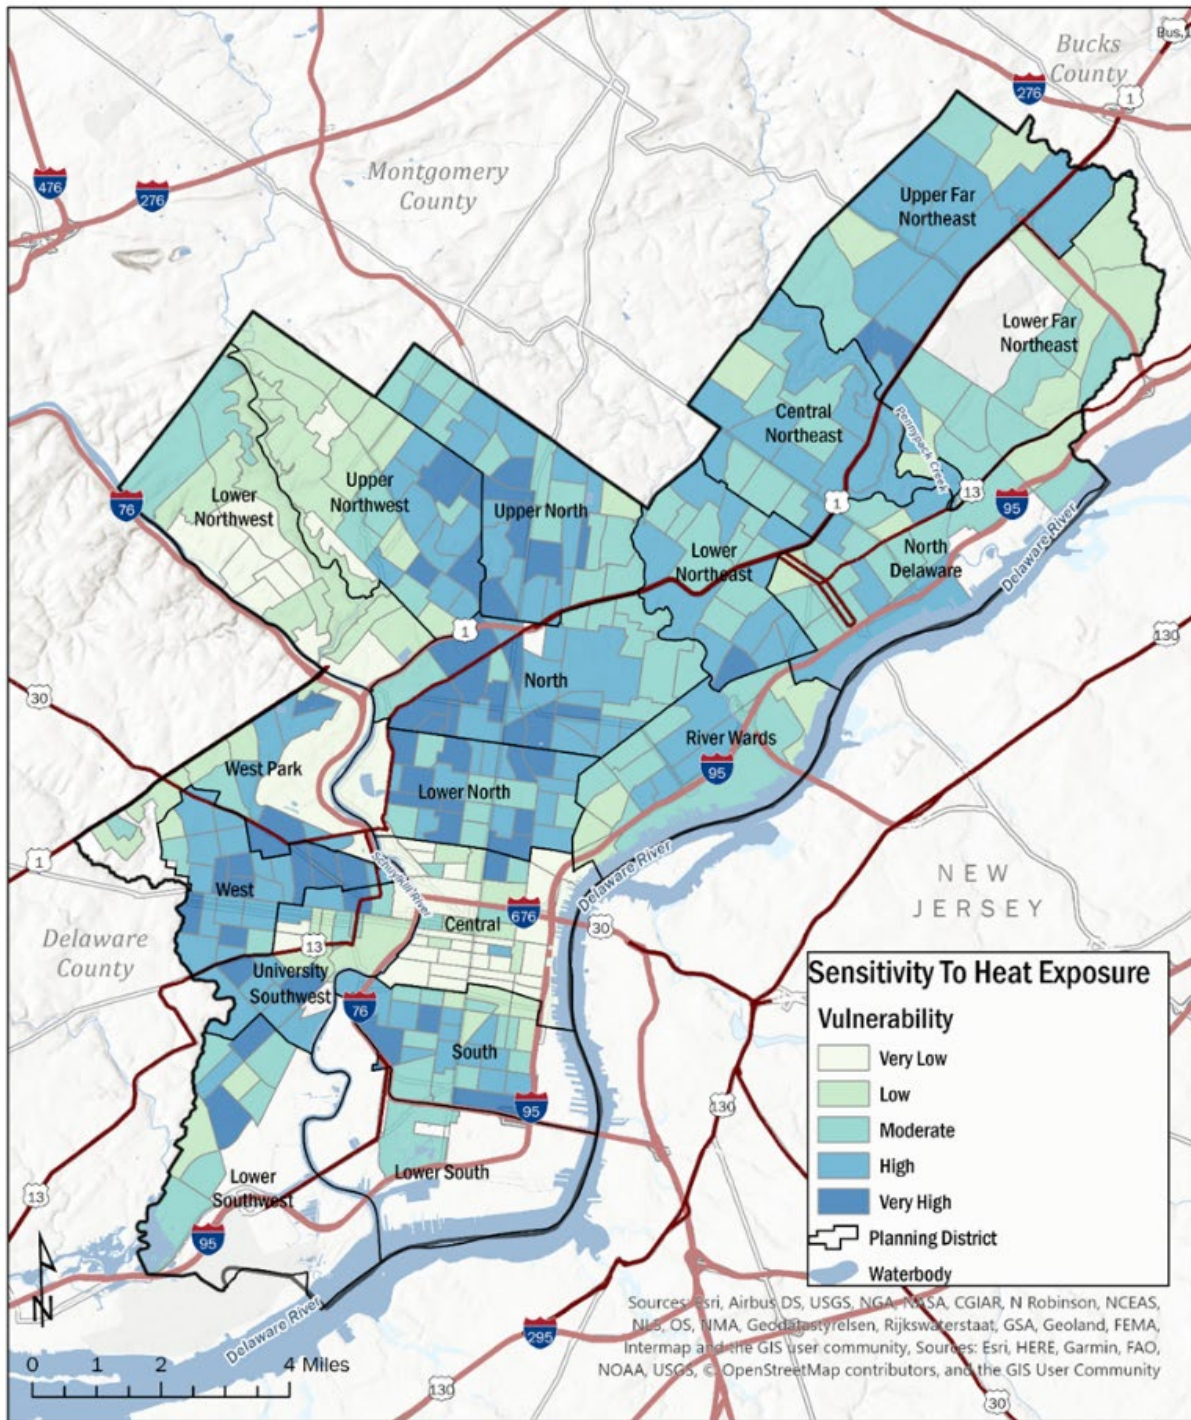 Bus. 1
Bucks
County
276
1
476
276
Montgomery
County
Upper Far
Northeast
Lower Far
Northeast
Central
Northeast
Pennypack Creek
76
Lower
Northwest
Upper
Northwest
Upper North
1
13
95
Lower
Northeast
North
Delaware
Delaware River
1
130
30
North
River Wards
95
West Park
Lower North
1
Schuylkill River
Delaware River
West
NEW
JERSEY
676
Central
30
Delaware
County
13
University
Southwest
76
South
95
130
Lower South
Lower
Southwest
13
95
N
Delaware River
0 1 2 4 Miles
295
130
30
Sensitivity To Heat Exposure
Vulnerability
Very Low
Low
Moderate
High
Very High
Planning District
Waterbody
Sources: Esri, Airbus DS, USGS, NGA, NASA, CGIAR, N Robinson, NCEAS,
NLS, OS, NMA, Geodatastyrelsen, Rijkswaterstaat, GSA, Geoland, FEMA,
Intermap and the GIS user community, Sources: Esri, HERE, Garmin, FAO,
NOAA, USGS, © OpenStreetMap contributors, and the GIS User Community